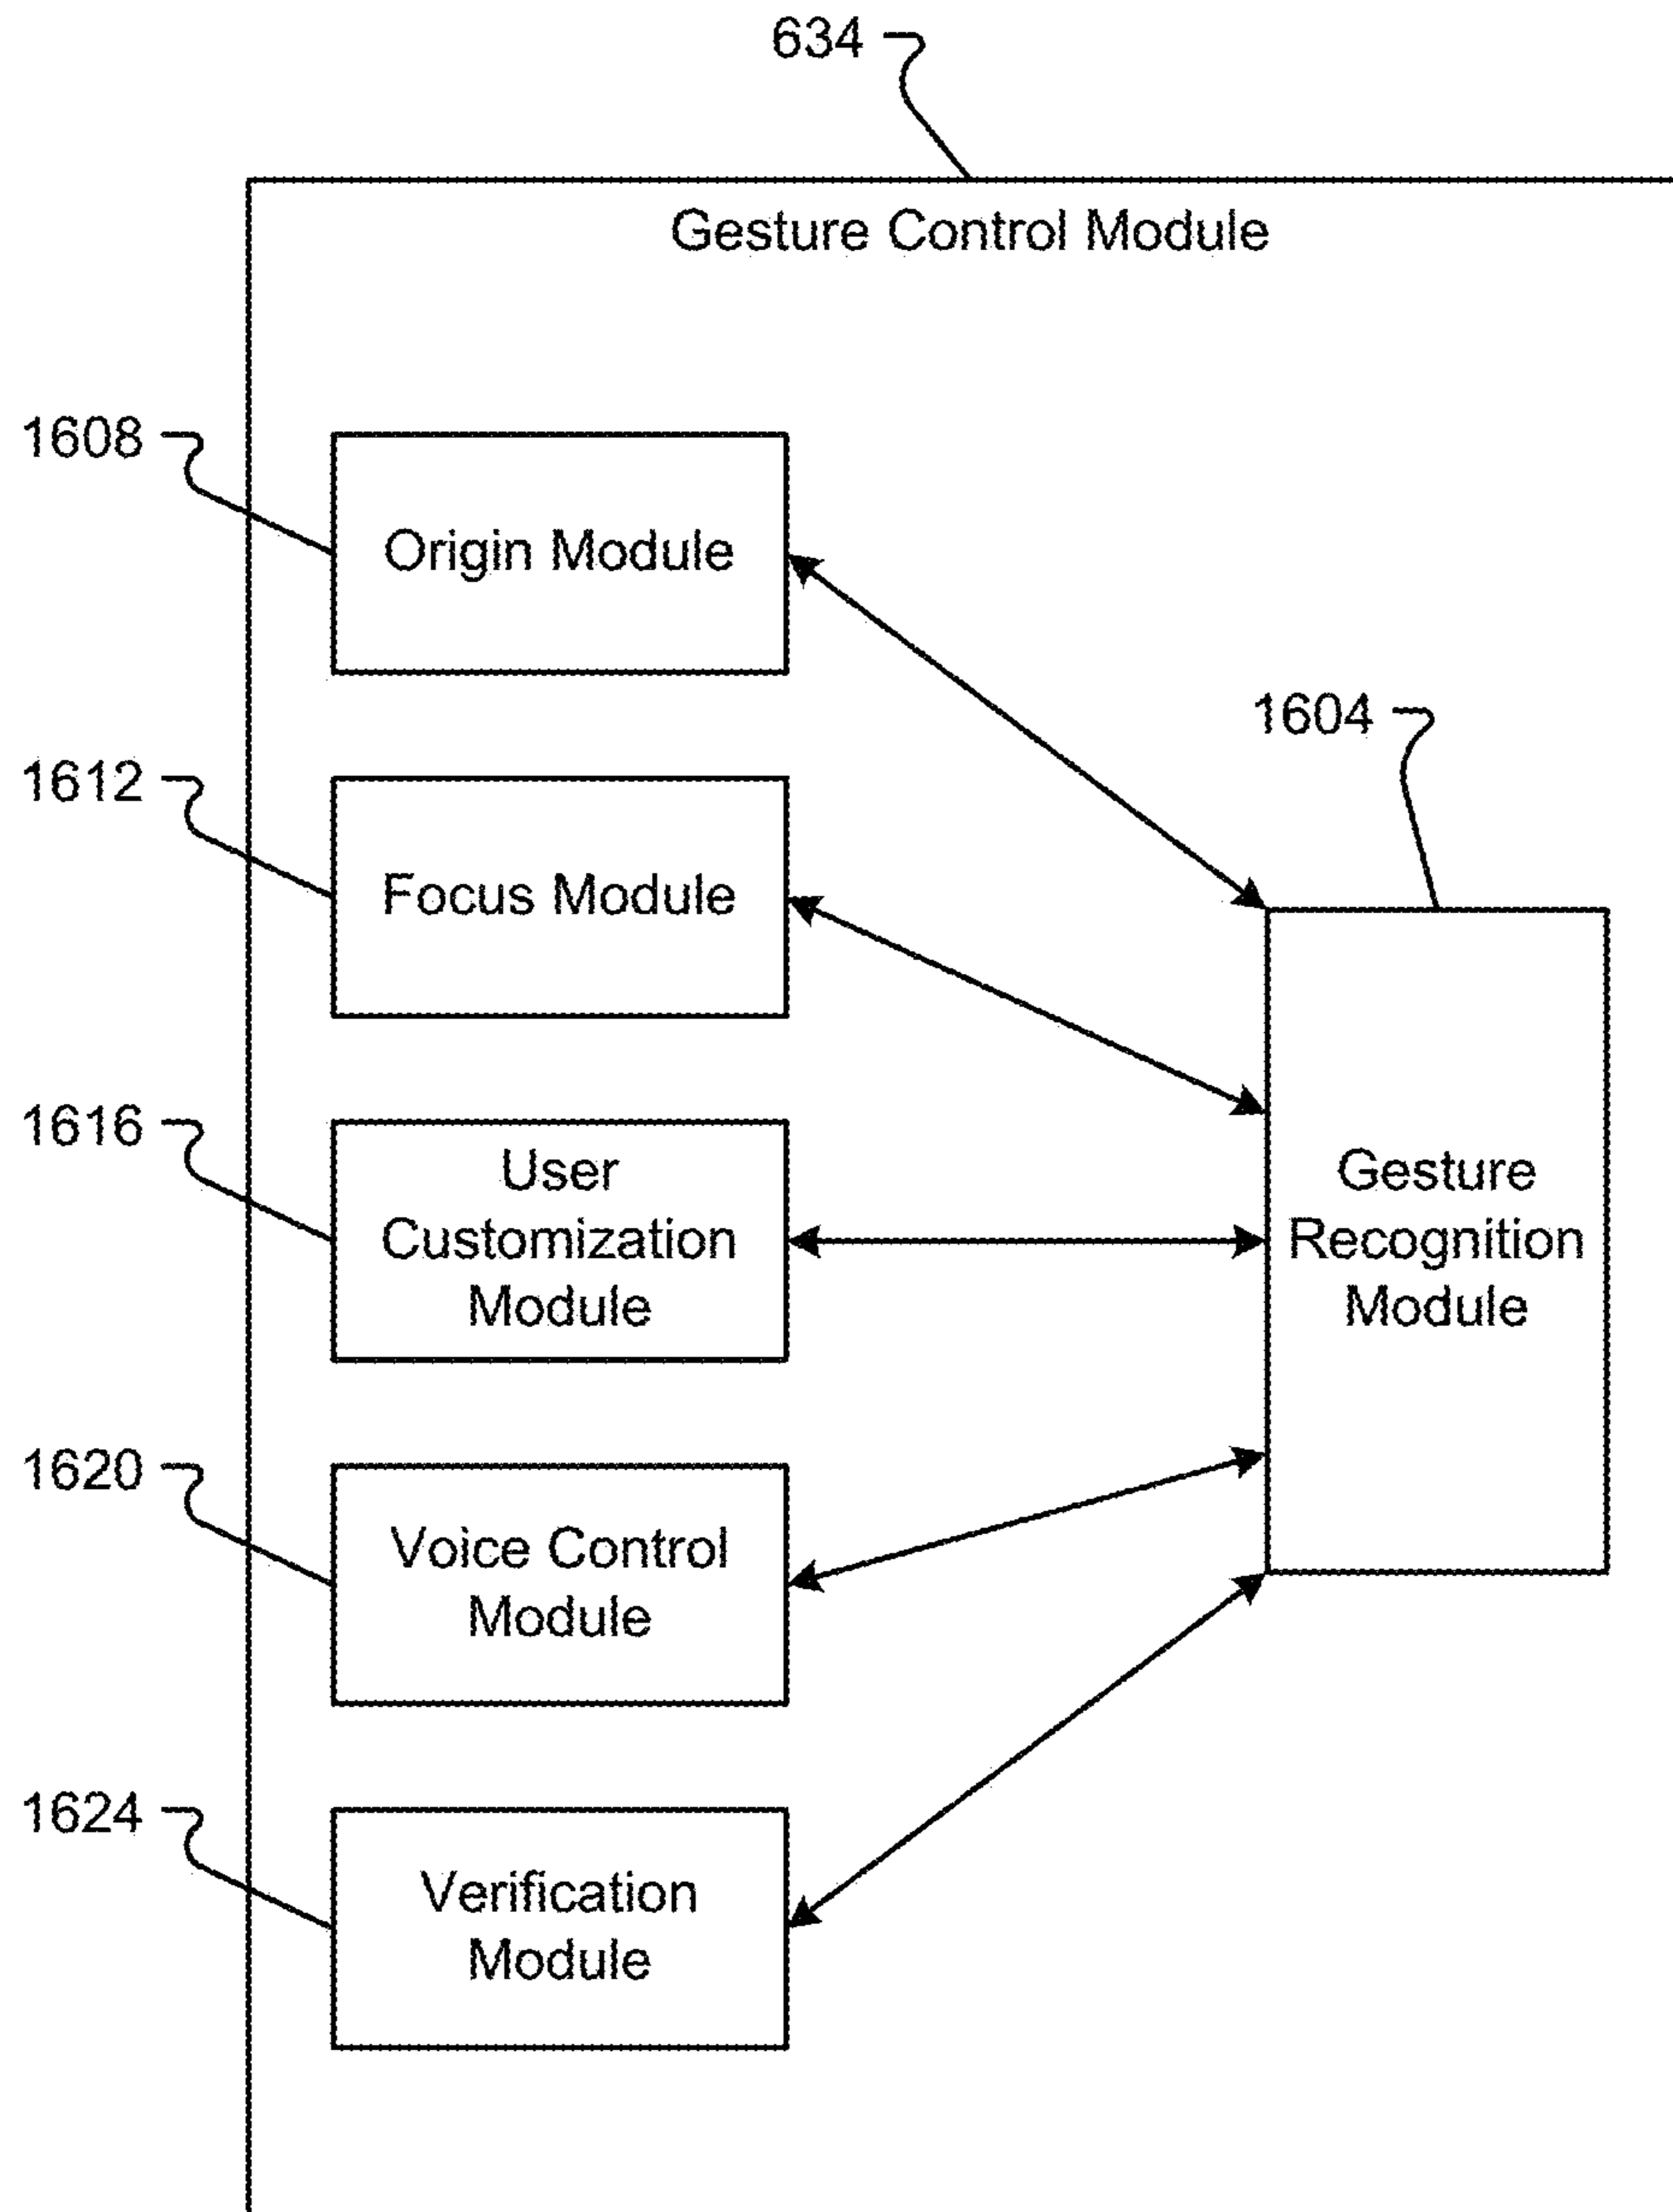 634
Gesture Control Module
1608
Origin Module
1604
1612
Focus Module
1616
User
Customization
Module
Gesture
Recognition
Module
1620
Voice Control
Module
1624
Verification
Module